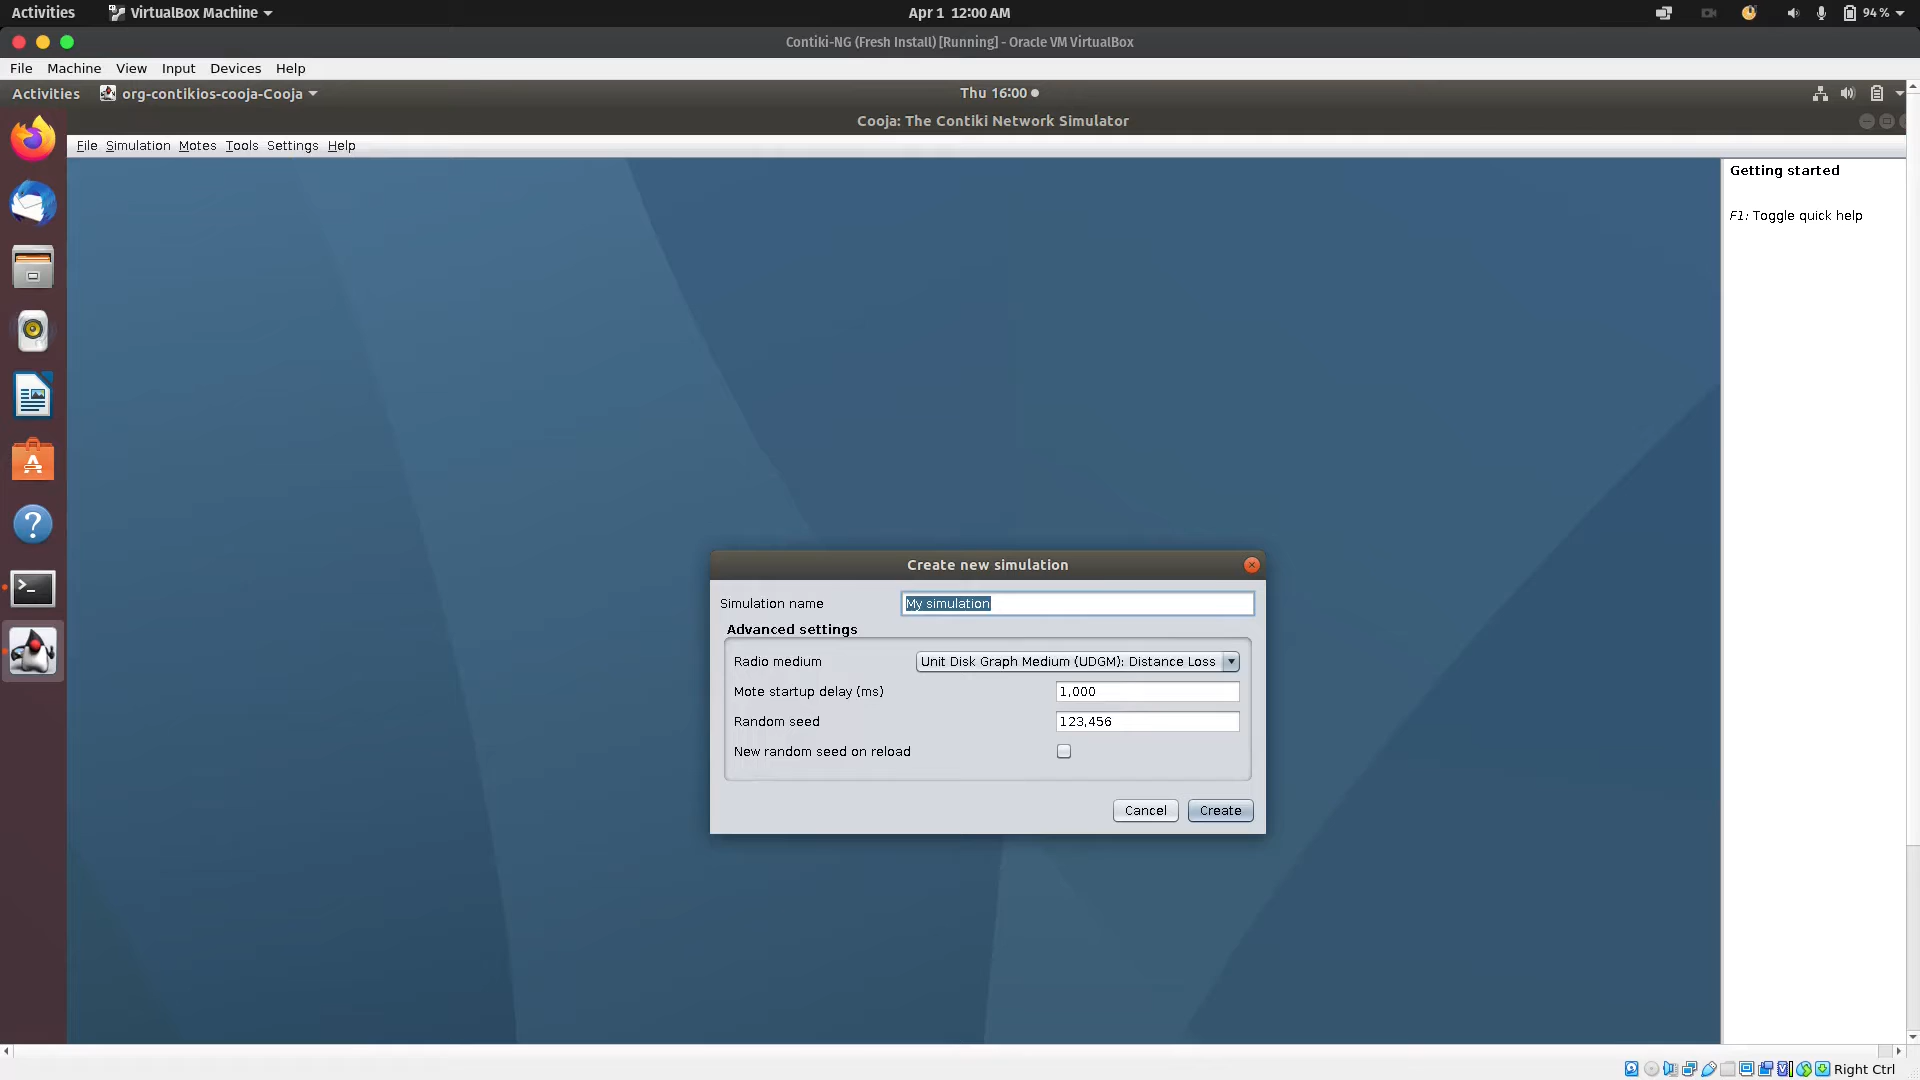 Activities VirtualBox Machine Apr 1 12:00 AM 94 %
Contiki-NG (Fresh Install) [Running] - Oracle VM VirtualBox
File Machine View Input Devices Help
Activities org-contikios-cooja-Cooja Thu 16:00
Cooja: The Contiki Network Simulator
File Simulation Motes Tools Settings Help
Getting started
F1: Toggle quick help
Create new simulation
Simulation name My simulation
Advanced settings
Radio medium Unit Disk Graph Medium (UDGM): Distance Loss
Mote startup delay (ms) 1,000
Random seed 123,456
New random seed on reload
Cancel Create
Right Ctrl